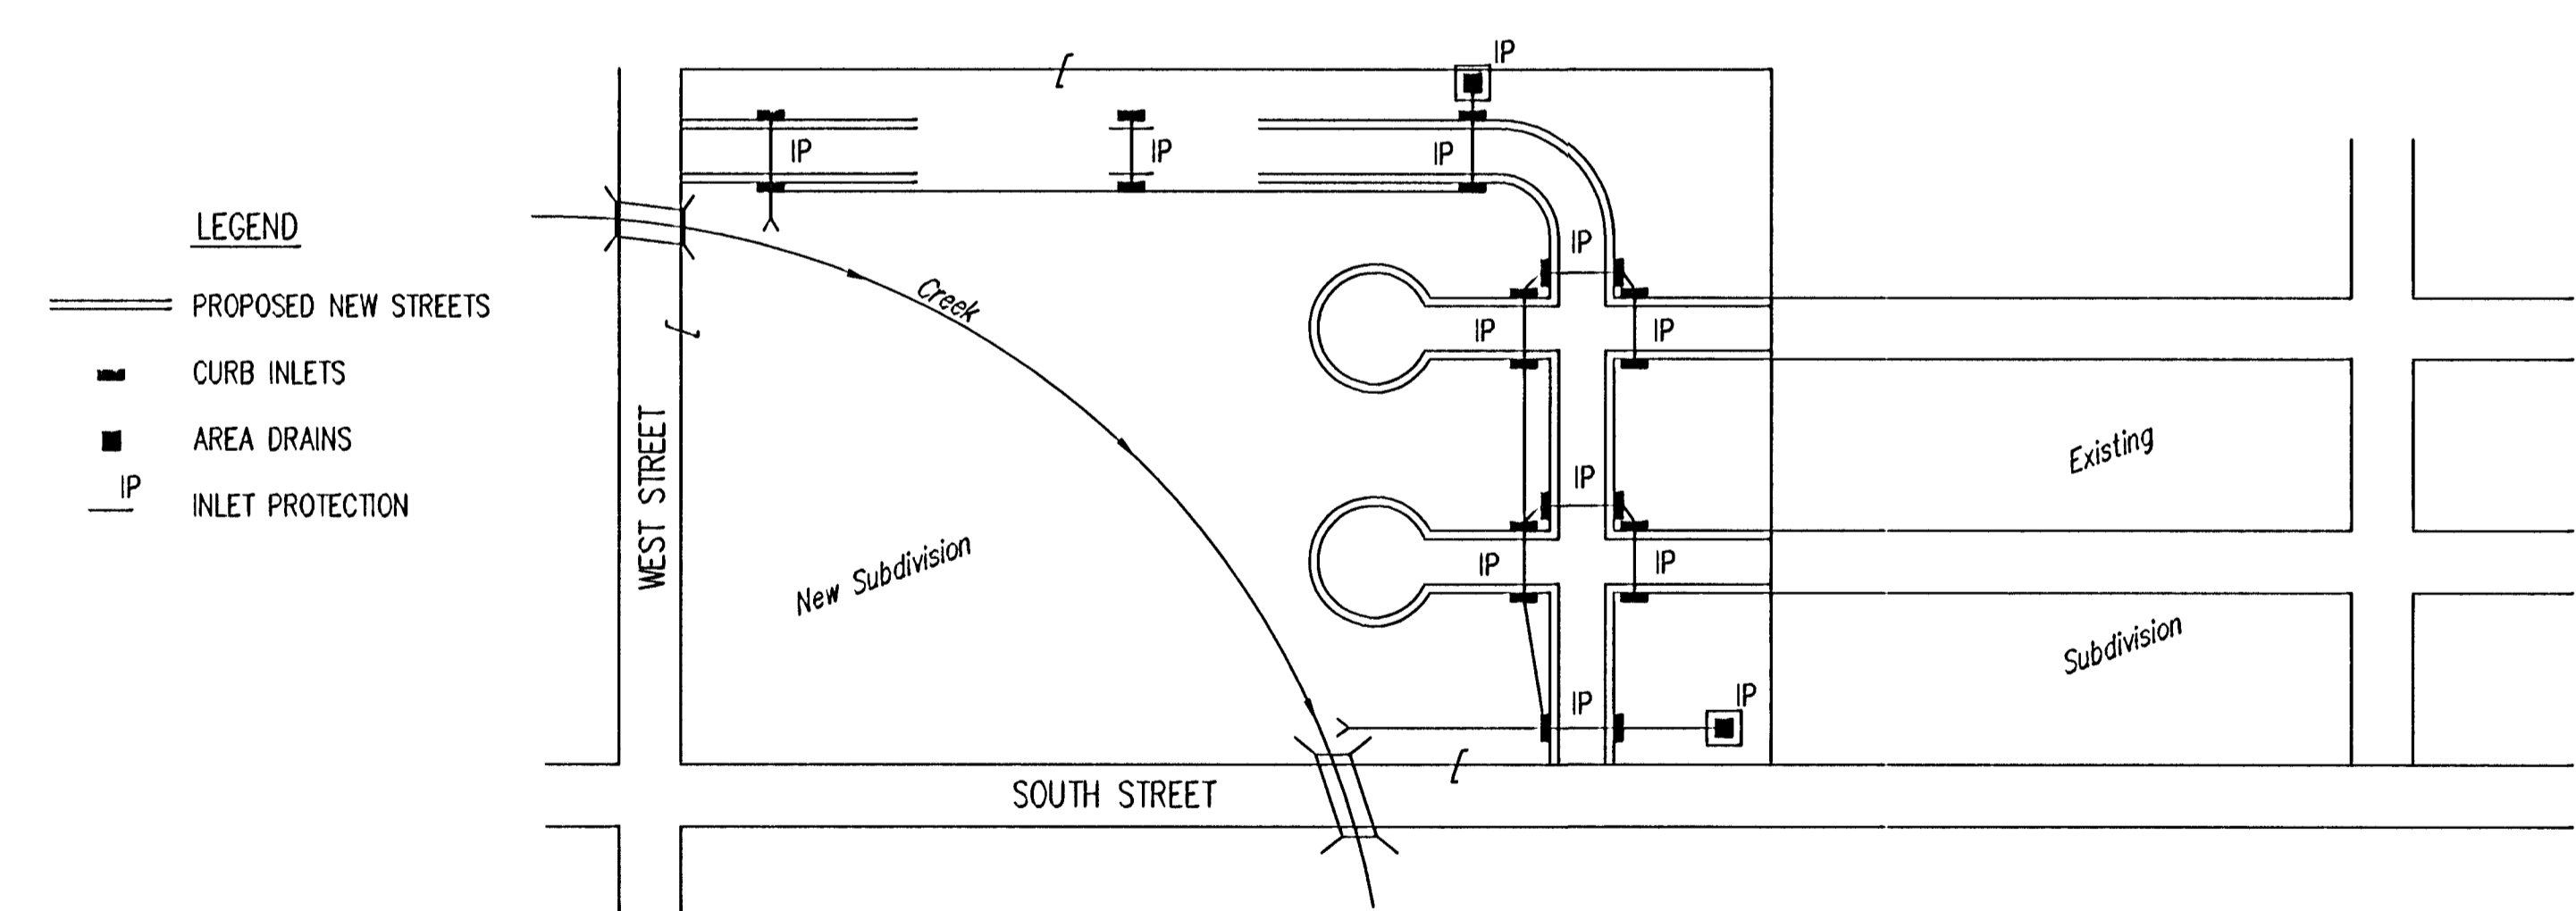 LEGEND
PROPOSED NEW STREETS
CURB INLETS
AREA DRAINS
IP
INLET PROTECTION
IP
IP
IP
IP
IP
IP
IP
IP
IP
IP
IP
IP
IP
Creek
WEST STREET
New Subdivision
Existing
Subdivision
SOUTH STREET